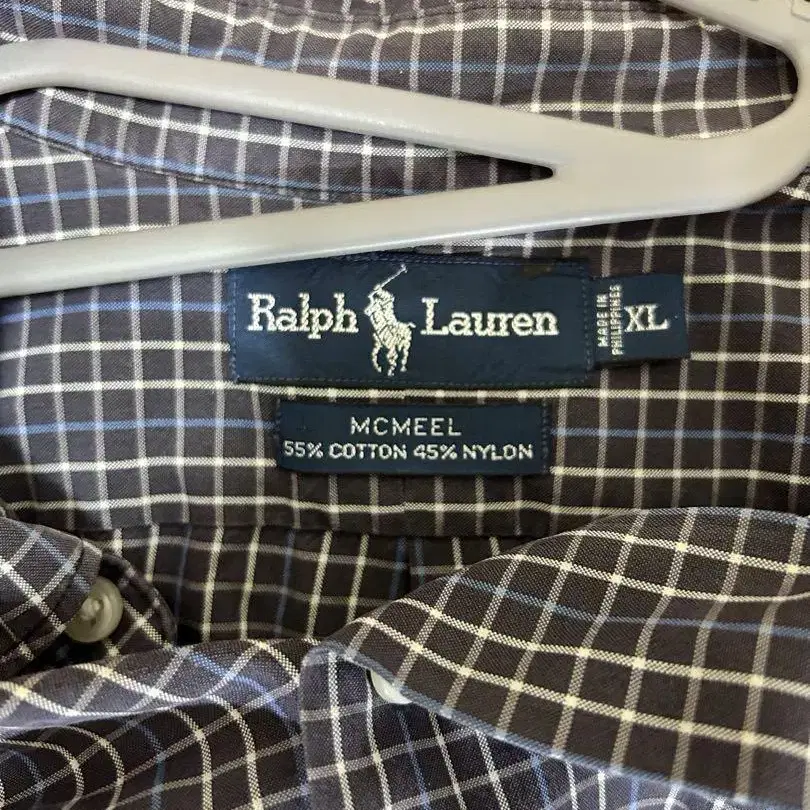 Ralph Lauren
MADE IN
PHILIPPINES
XL
MCMEEL
55% COTTON 45% NYLON